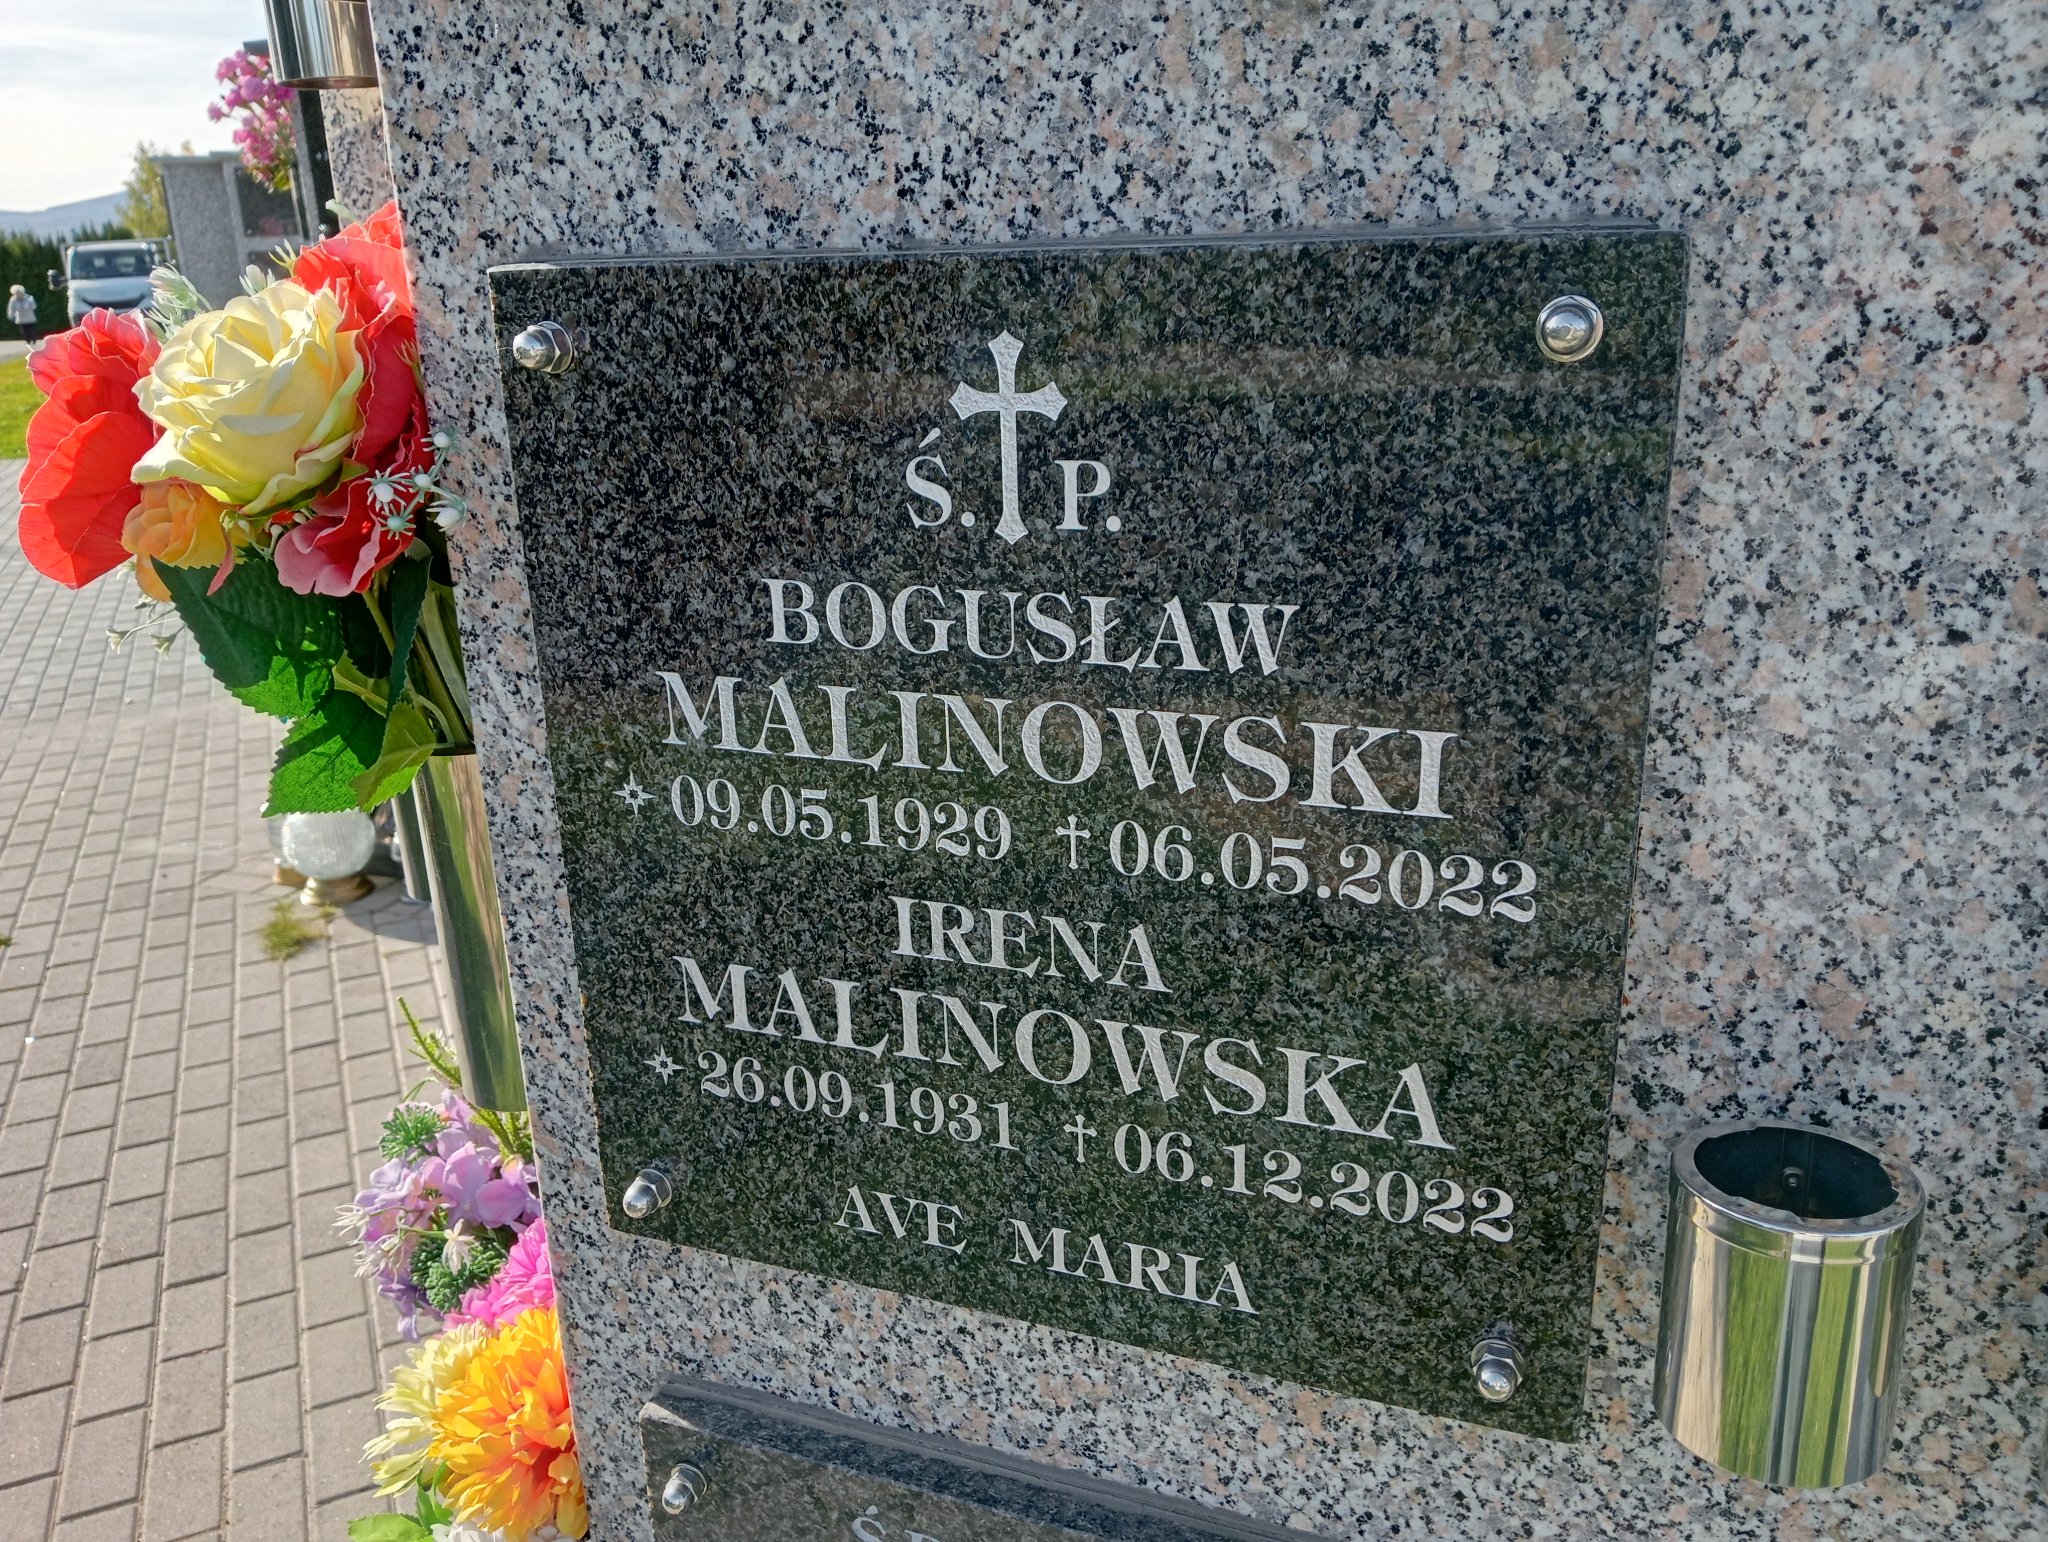 Ś. P.
BOGUSŁAW
MALINOWSKI
09.05.1929 06.05.2022
IRENA
MALINOWSKA
26.09.1931 06.12.2022
AVE MARIA